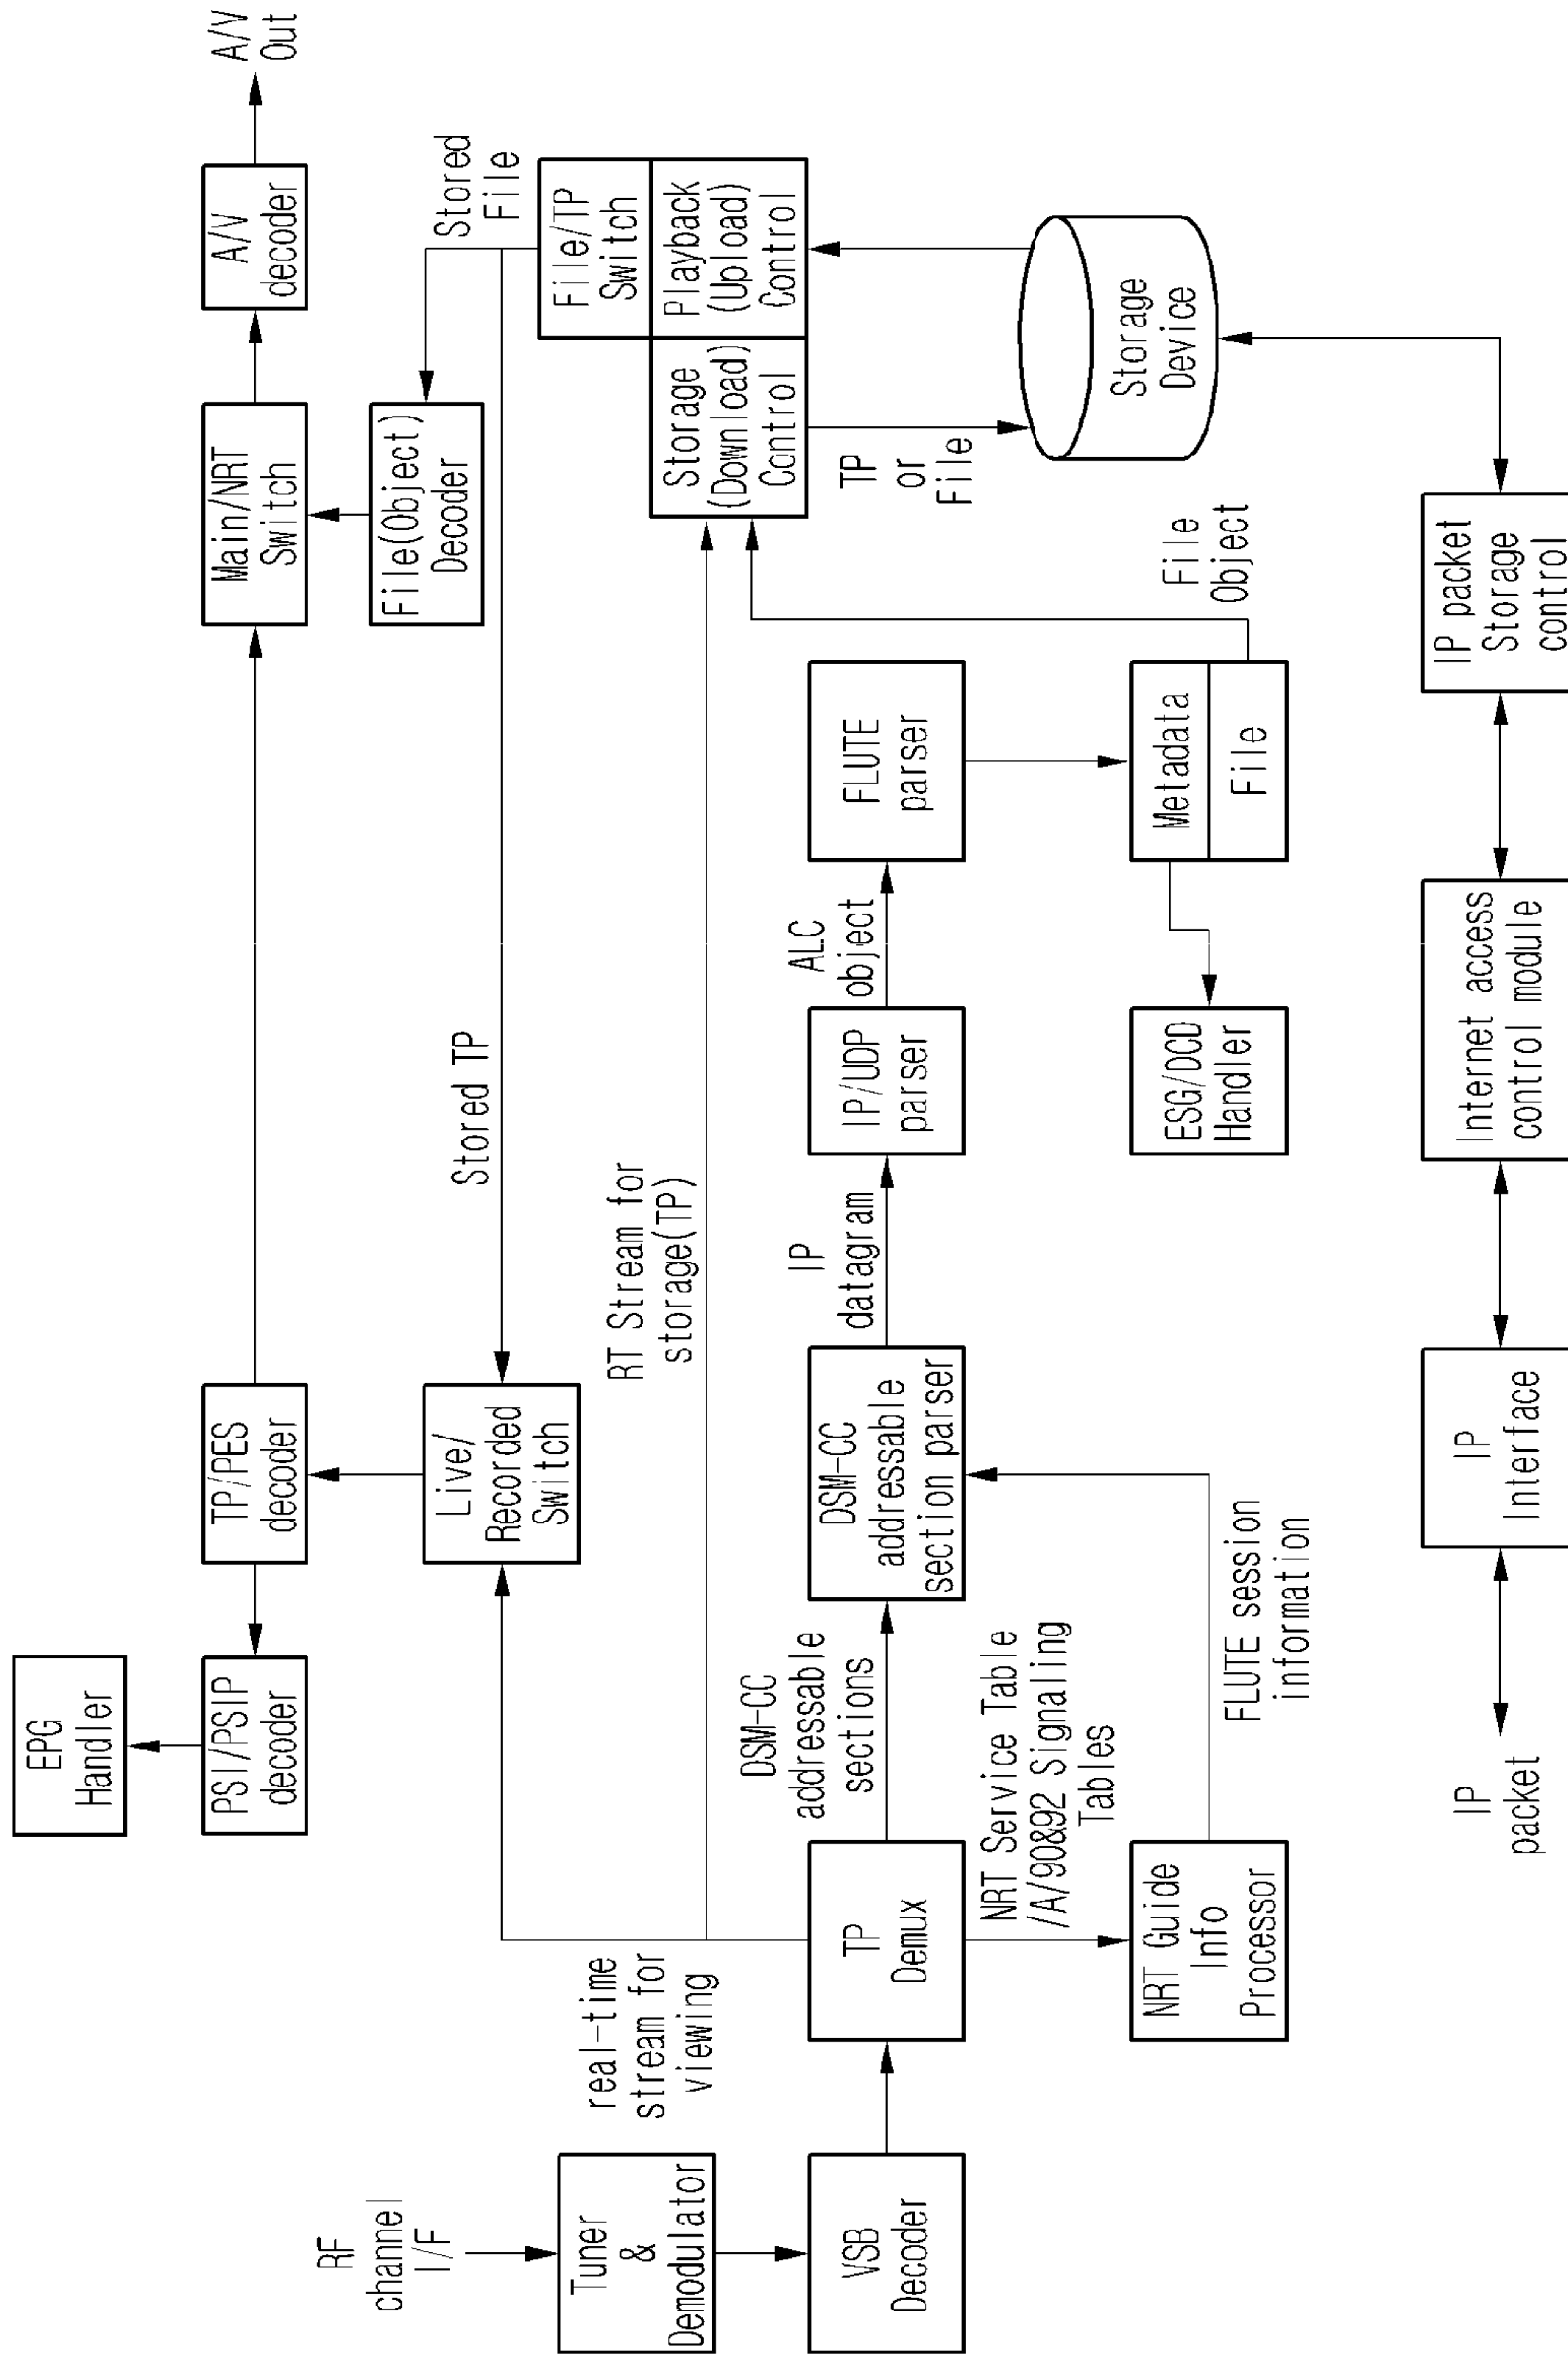 RF
channel
I/F
Tuner
&
Demodulator
VSB
Decoder
real-time
stream for
viewing
TP
Demux
NRT Service Table
/A/90&92 Signaling
Tables
NRT Guide
Info
Processor
FLUTE session
information
DSM-CC
addressable
sections
DSM-CC
addressable
section parser
IP
datagram
IP/UDP
parser
ALC
object
FLUTE
parser
Metadata
File
ESG/DCD
Handler
File
Object
RT Stream for
storage(TP)
EPG
Handler
PSI/PSIP
decoder
TP/PES
decoder
Live/
Recorded
Switch
Stored TP
Main/NRT
Switch
File(Object)
Decoder
A/V
decoder
A/V
Out
Stored
File
File/TP
Switch
Storage
(Download)
Control
Playback
(Upload)
Control
TP
or
File
Storage
Device
IP
packet
IP
Interface
Internet access
control module
IP packet
Storage
control